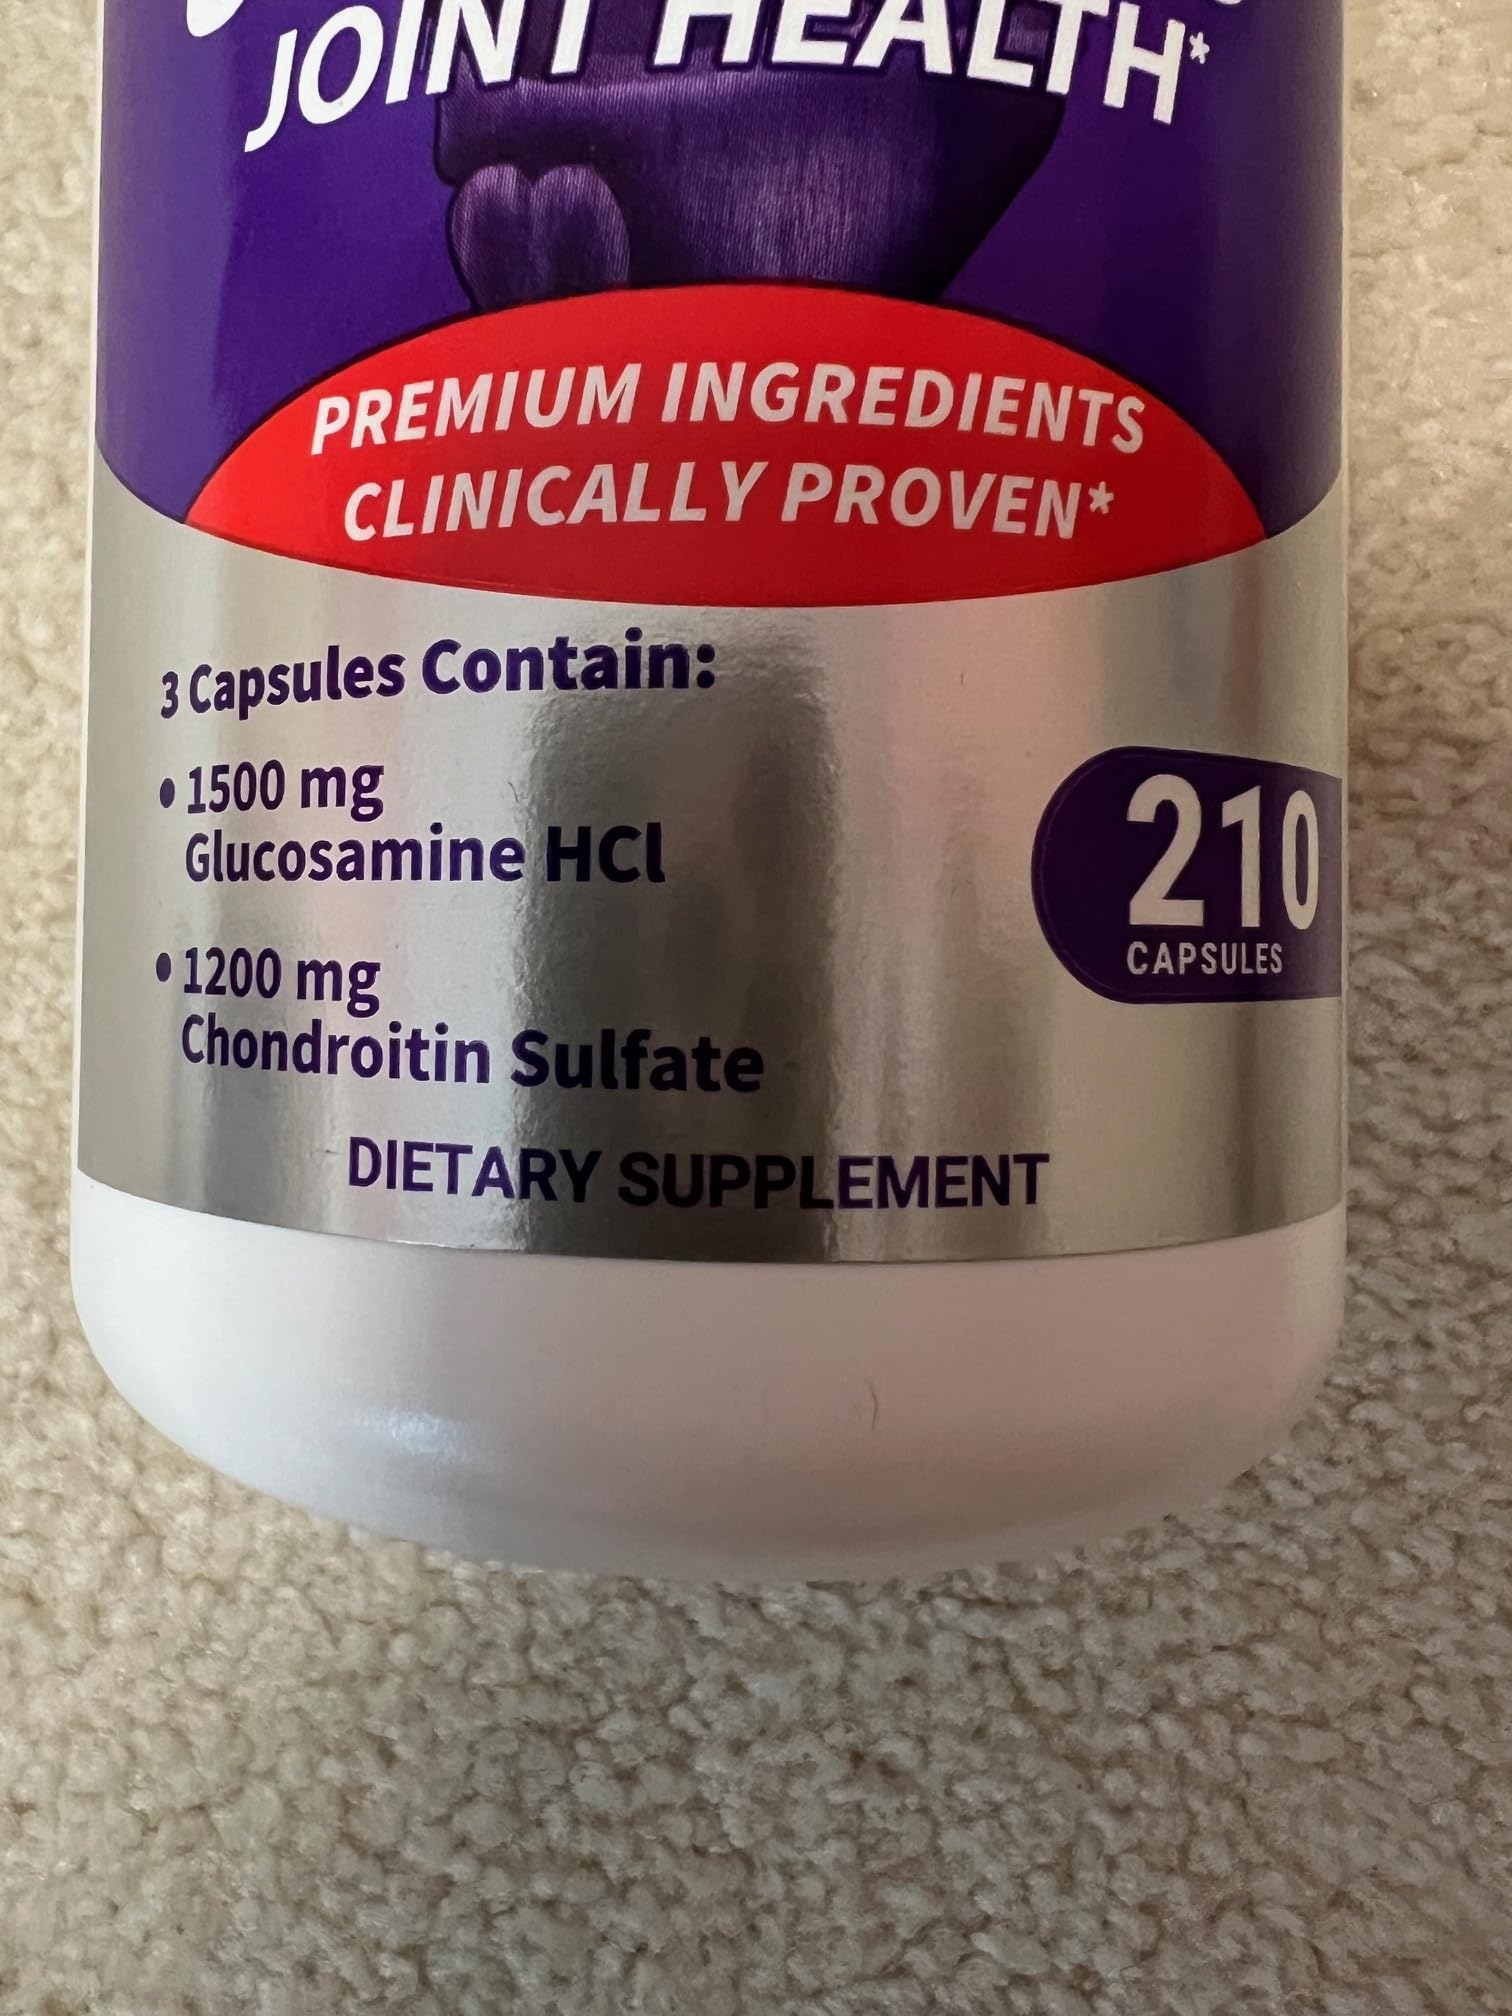 JOINT HEALTH*
PREMIUM INGREDIENTS
CLINICALLY PROVEN*
3 Capsules Contain:
• 1500 mg
Glucosamine HCl
• 1200 mg
Chondroitin Sulfate
210
CAPSULES
DIETARY SUPPLEMENT